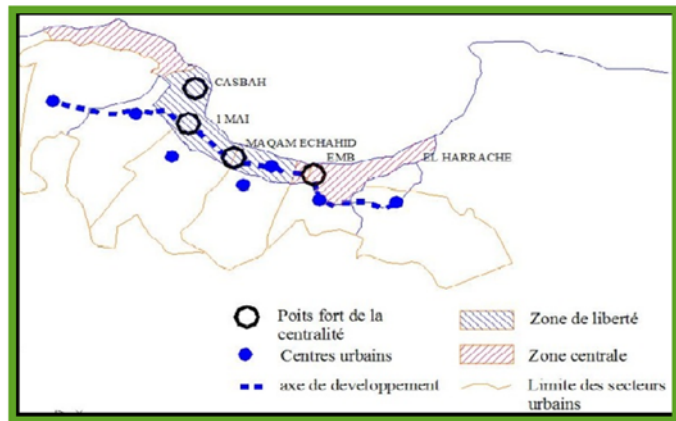 CASBAH
1 MAI
MAQAM ECHAHID
EMB
EL HARRACHE
Poits fort de la
centralité
Zone de liberté
Centres urbains
Zone centrale
axe de developpement
Limite des secteurs
urbains